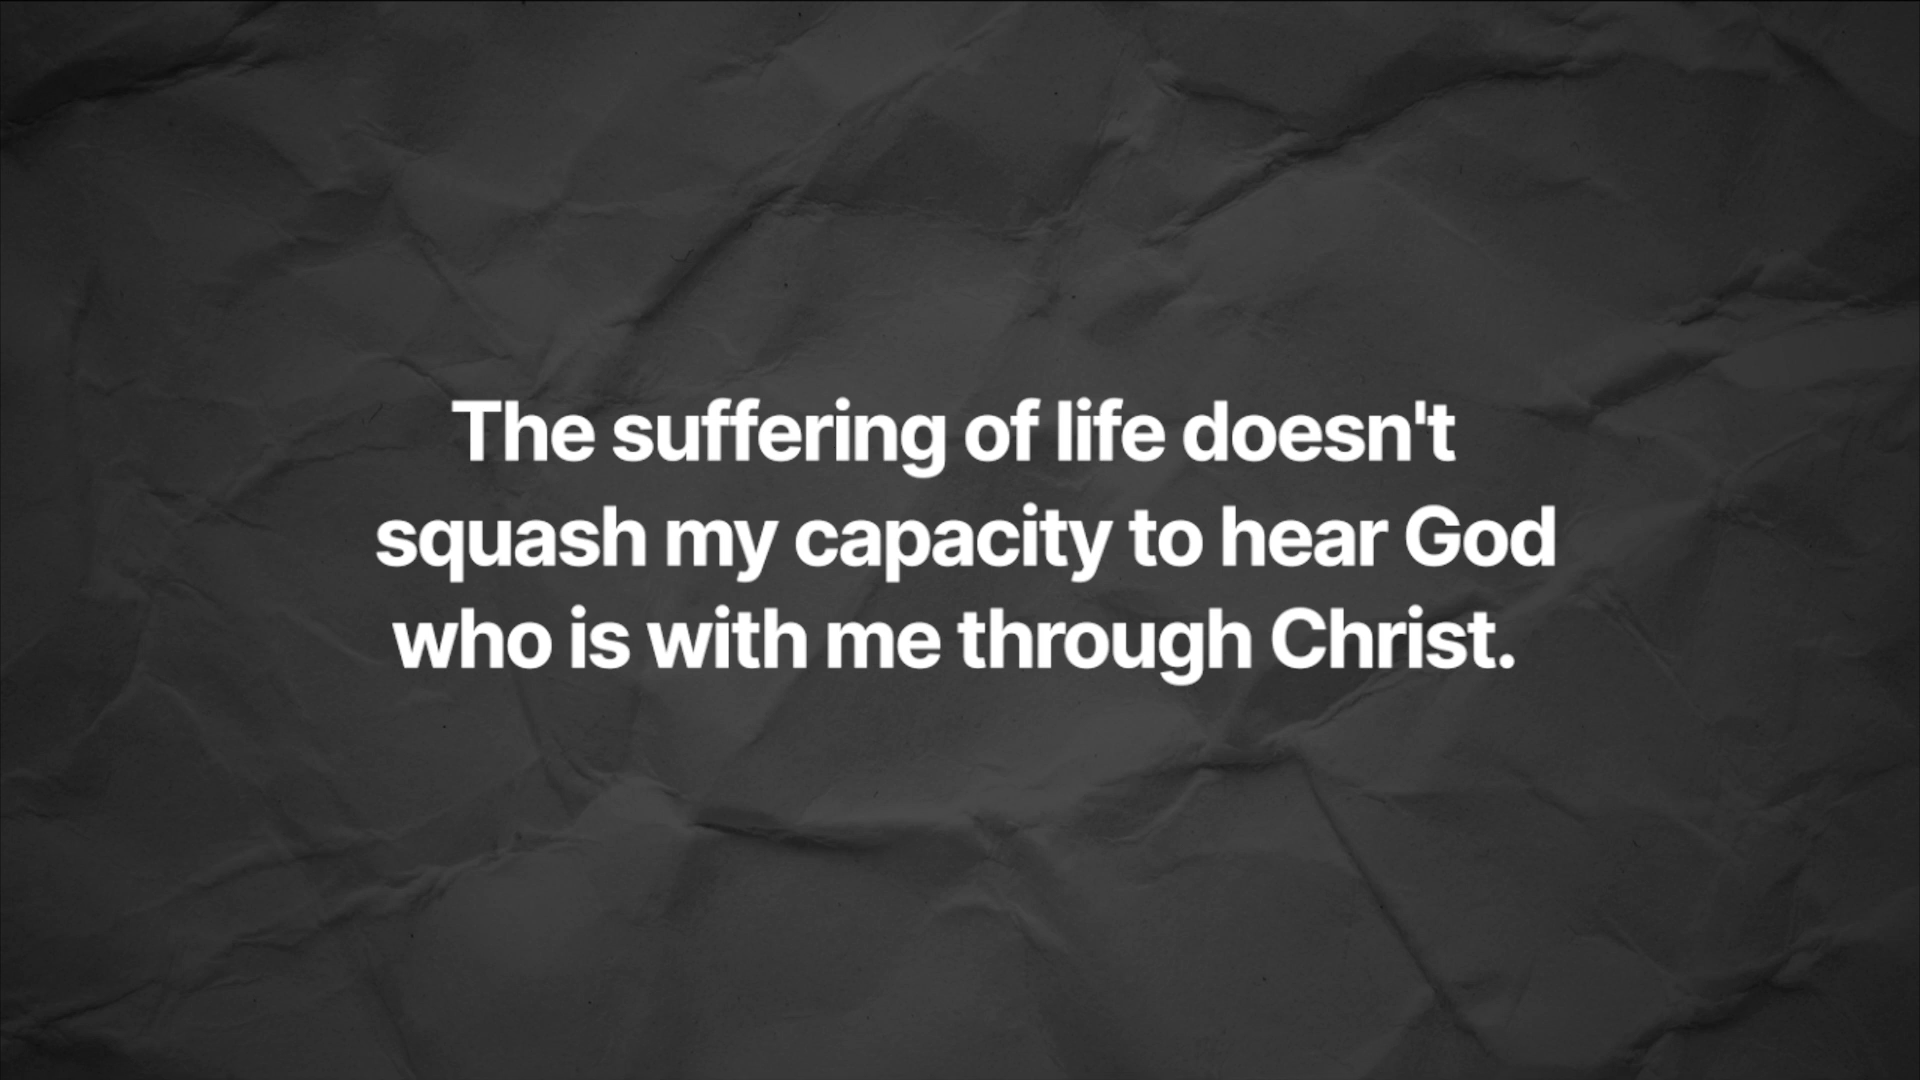 The suffering of life doesn't
squash my capacity to hear God
who is with me through Christ.